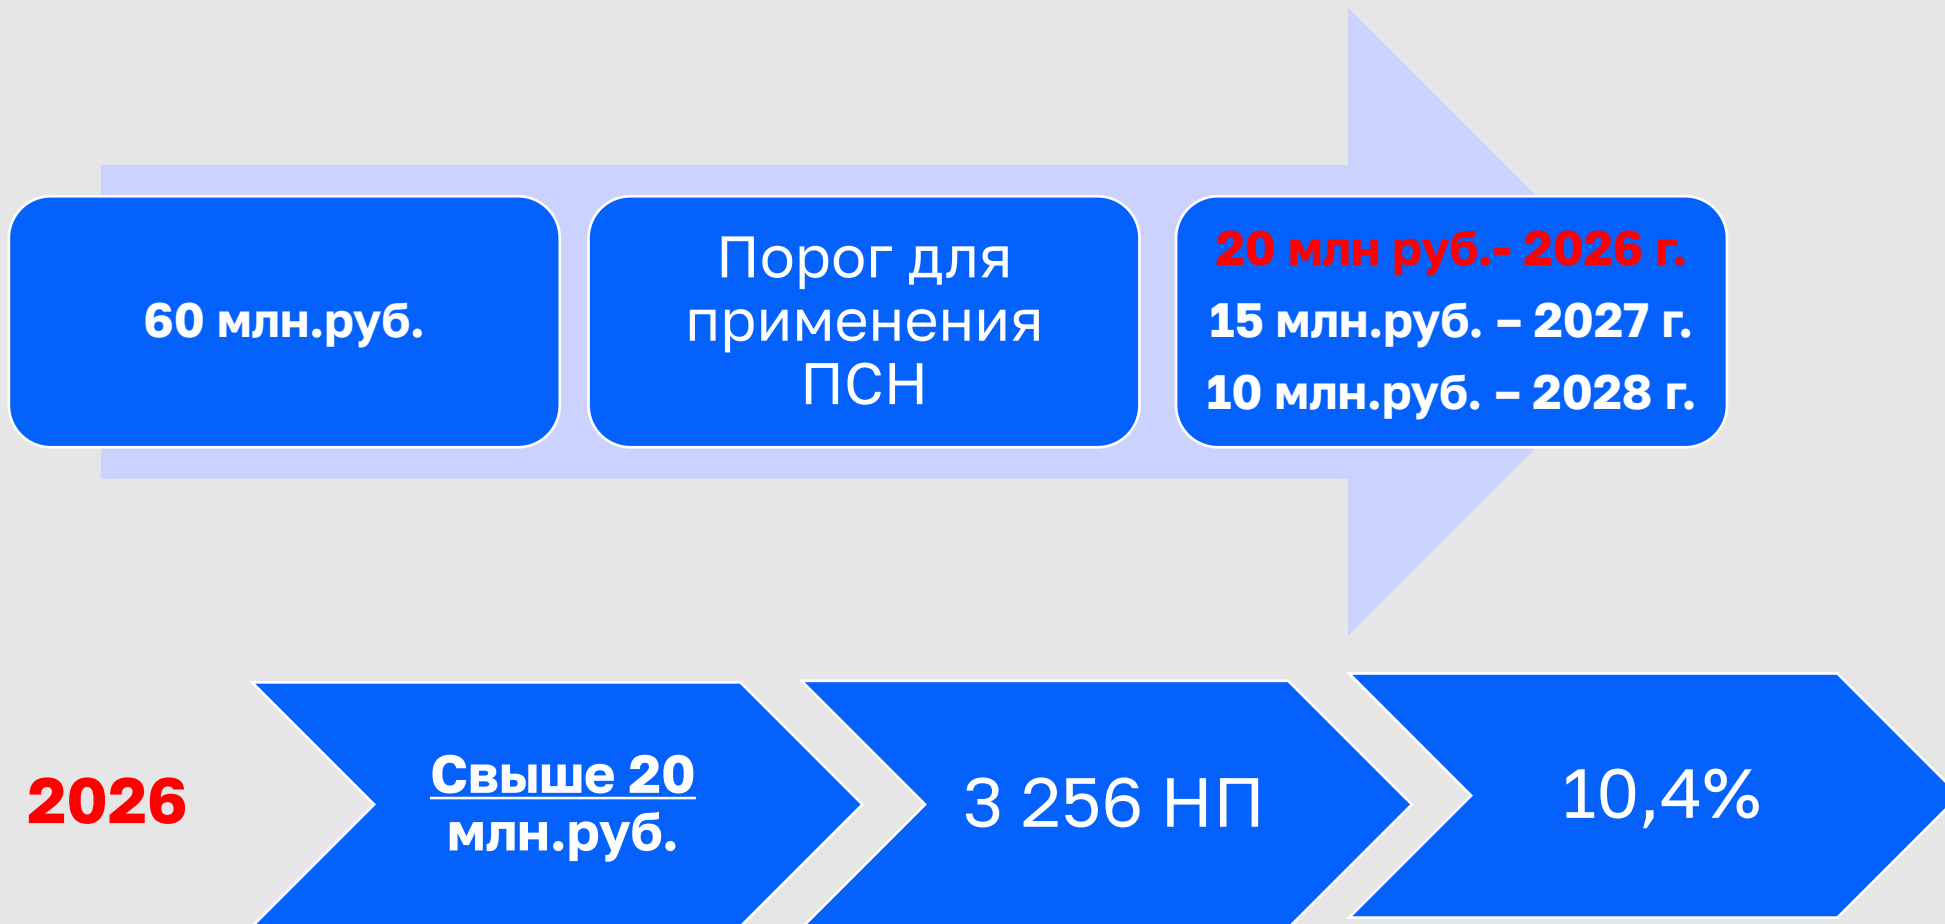 60 млн.руб.
Порог для
применения
ПСН
20 млн руб.- 2026 г.
15 млн.руб. – 2027 г.
10 млн.руб. – 2028 г.
2026
Свыше 20
млн.руб.
3 256 НП
10,4%